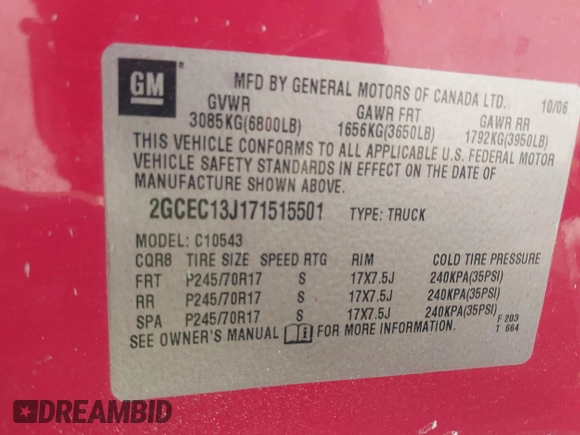 GM
MFD BY GENERAL MOTORS OF CANADA LTD. 10/06
GVWR GAWR FRT GAWR RR
3085KG(6800LB) 1656KG(3650LB) 1792KG(3950LB)
THIS VEHICLE CONFORMS TO ALL APPLICABLE U.S. FEDERAL MOTOR
VEHICLE SAFETY STANDARDS IN EFFECT ON THE DATE OF
MANUFACTURE SHOWN ABOVE.
2GCEC13J171515501 TYPE: TRUCK
MODEL: C10543
CQR8 TIRE SIZE SPEED RTG RIM COLD TIRE PRESSURE
FRT P245/70R17 S 17X7.5J 240KPA(35PSI)
RR P245/70R17 S 17X7.5J 240KPA(35PSI)
SPA P245/70R17 S 17X7.5J 240KPA(35PSI)
SEE OWNER'S MANUAL FOR MORE INFORMATION. F 203
T 664
DREAMBID